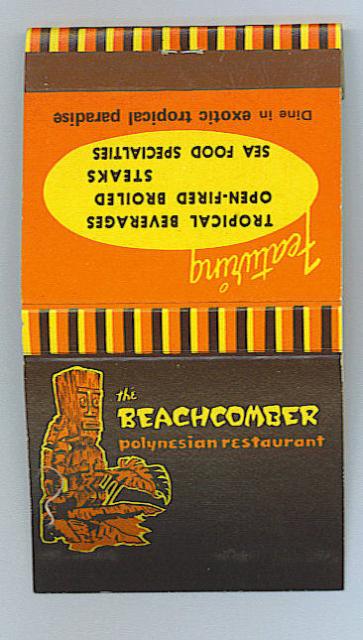 Dine in exotic tropical paradise
Featuring
TROPICAL BEVERAGES
OPEN-FIRED BROILED
STEAKS
SEA FOOD SPECIALTIES
the
BEACHCOMBER
polynesian restaurant